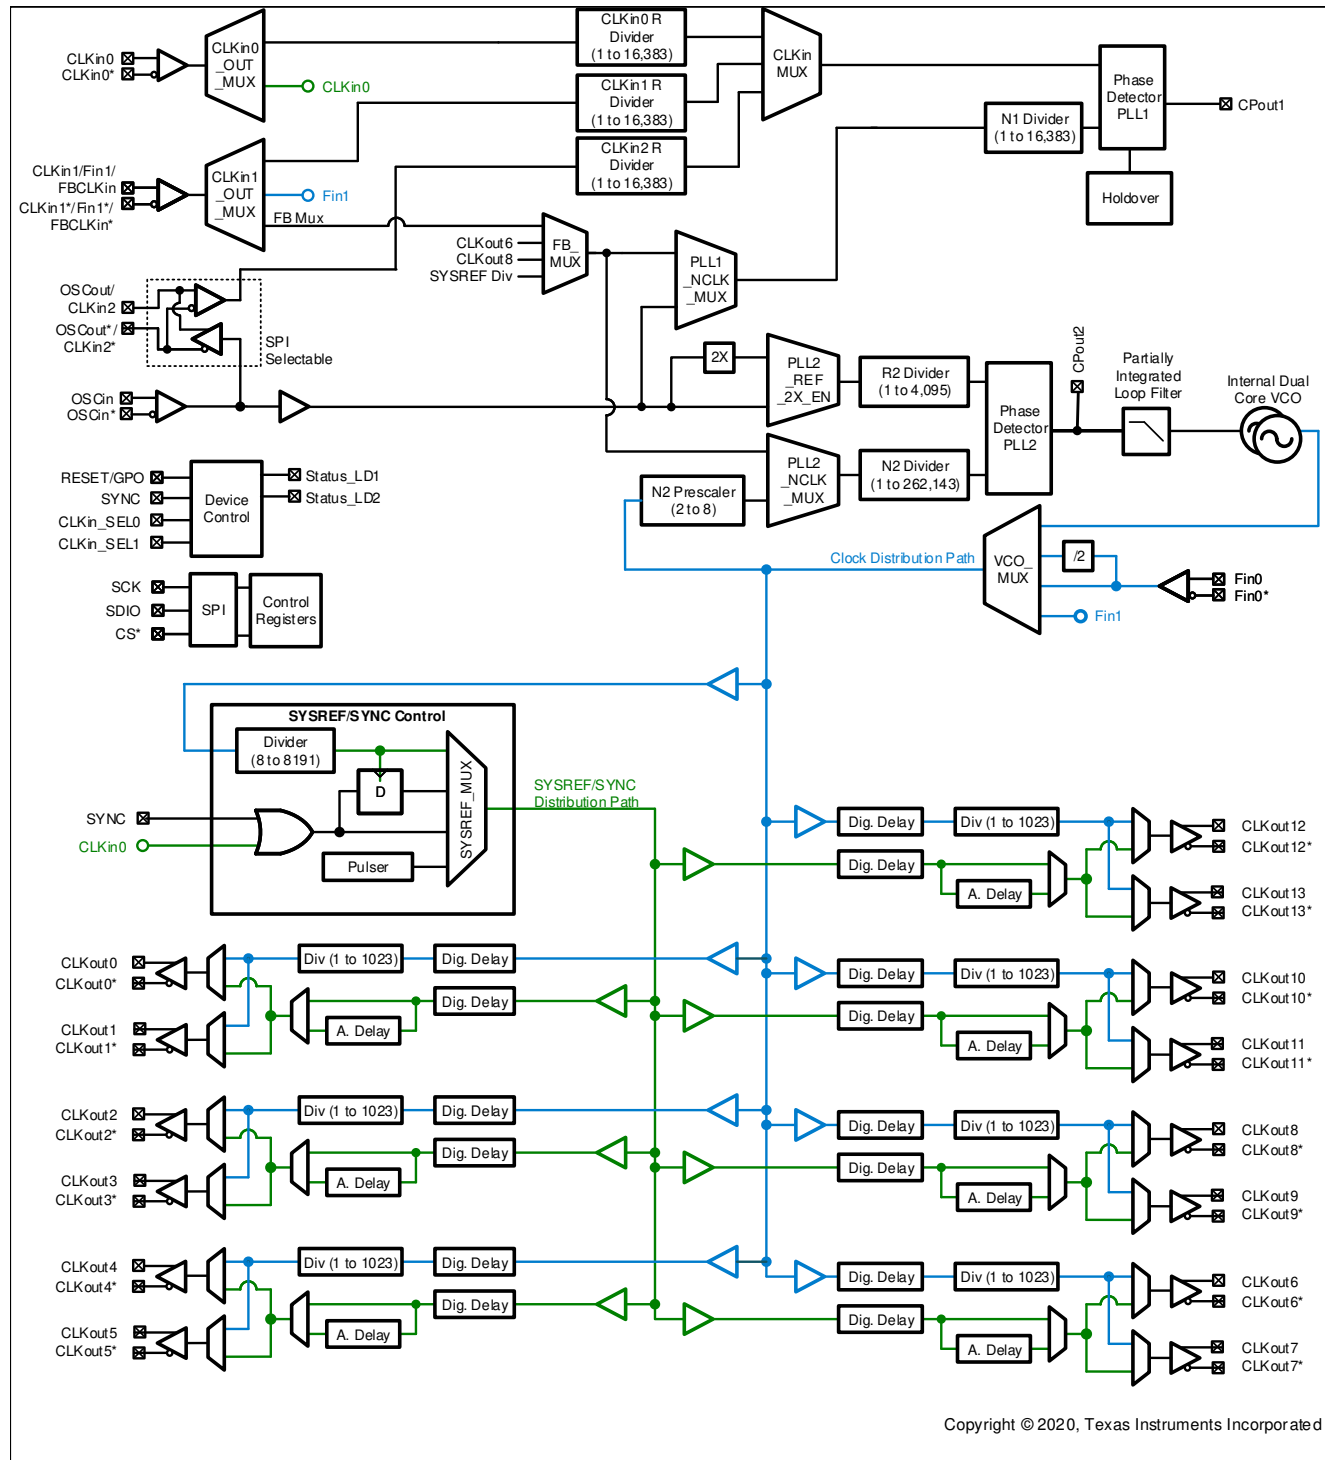 CLKin0
CLKin0*
CLKin0
_OUT
_MUX
CLKin0
CLKin0 R
Divider
(1 to 16,383)
CLKin1 R
Divider
(1 to 16,383)
CLKin2 R
Divider
(1 to 16,383)
CLKin
MUX
Phase
Detector
PLL1
CPout1
N1 Divider
(1 to 16,383)
Holdover
CLKin1/Fin1/
FBCLKin
CLKin1*/Fin1*/
FBCLKin*
CLKin1
_OUT
_MUX
Fin1
FB Mux
CLKout6
CLKout8
SYSREF Div
FB_
MUX
PLL1
_NCLK
_MUX
OSCout/
CLKin2
OSCout*/
CLKin2*
SPI
Selectable
OSCin
OSCin*
2X
PLL2
_REF
_2X_EN
R2 Divider
(1 to 4,095)
Phase
Detector
PLL2
CPout2
Partially
Integrated
Loop Filter
Internal Dual
Core VCO
N2 Prescaler
(2 to 8)
PLL2
_NCLK
_MUX
N2 Divider
(1 to 262,143)
RESET/GPO
SYNC
CLKin_SEL0
CLKin_SEL1
Device
Control
Status_LD1
Status_LD2
SCK
SDIO
CS*
SPI
Control
Registers
Clock Distribution Path
VCO_
MUX
/2
Fin0
Fin0*
Fin1
SYSREF/SYNC Control
Divider
(8 to 8191)
D
SYSREF_MUX
Pulser
SYNC
CLKin0
SYSREF/SYNC
Distribution Path
Dig. Delay
Div (1 to 1023)
Dig. Delay
A. Delay
CLKout12
CLKout12*
CLKout13
CLKout13*
CLKout0
CLKout0*
CLKout1
CLKout1*
Div (1 to 1023)
Dig. Delay
A. Delay
Dig. Delay
Dig. Delay
Div (1 to 1023)
Dig. Delay
A. Delay
CLKout10
CLKout10*
CLKout11
CLKout11*
CLKout2
CLKout2*
CLKout3
CLKout3*
Div (1 to 1023)
Dig. Delay
A. Delay
Dig. Delay
Dig. Delay
Div (1 to 1023)
Dig. Delay
A. Delay
CLKout8
CLKout8*
CLKout9
CLKout9*
CLKout4
CLKout4*
CLKout5
CLKout5*
Div (1 to 1023)
Dig. Delay
A. Delay
Dig. Delay
Dig. Delay
Div (1 to 1023)
Dig. Delay
A. Delay
CLKout6
CLKout6*
CLKout7
CLKout7*
Copyright © 2020, Texas Instruments Incorporated